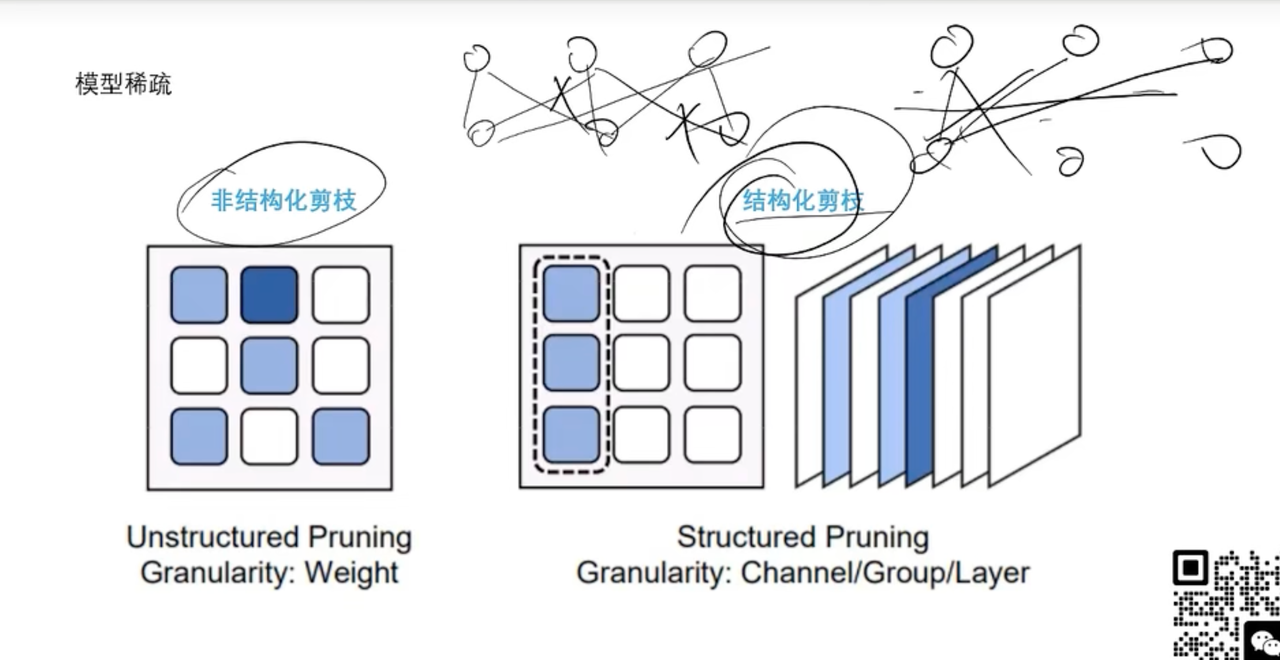 模型稀疏
非结构化剪枝
结构化剪枝
Unstructured Pruning
Granularity: Weight
Structured Pruning
Granularity: Channel/Group/Layer